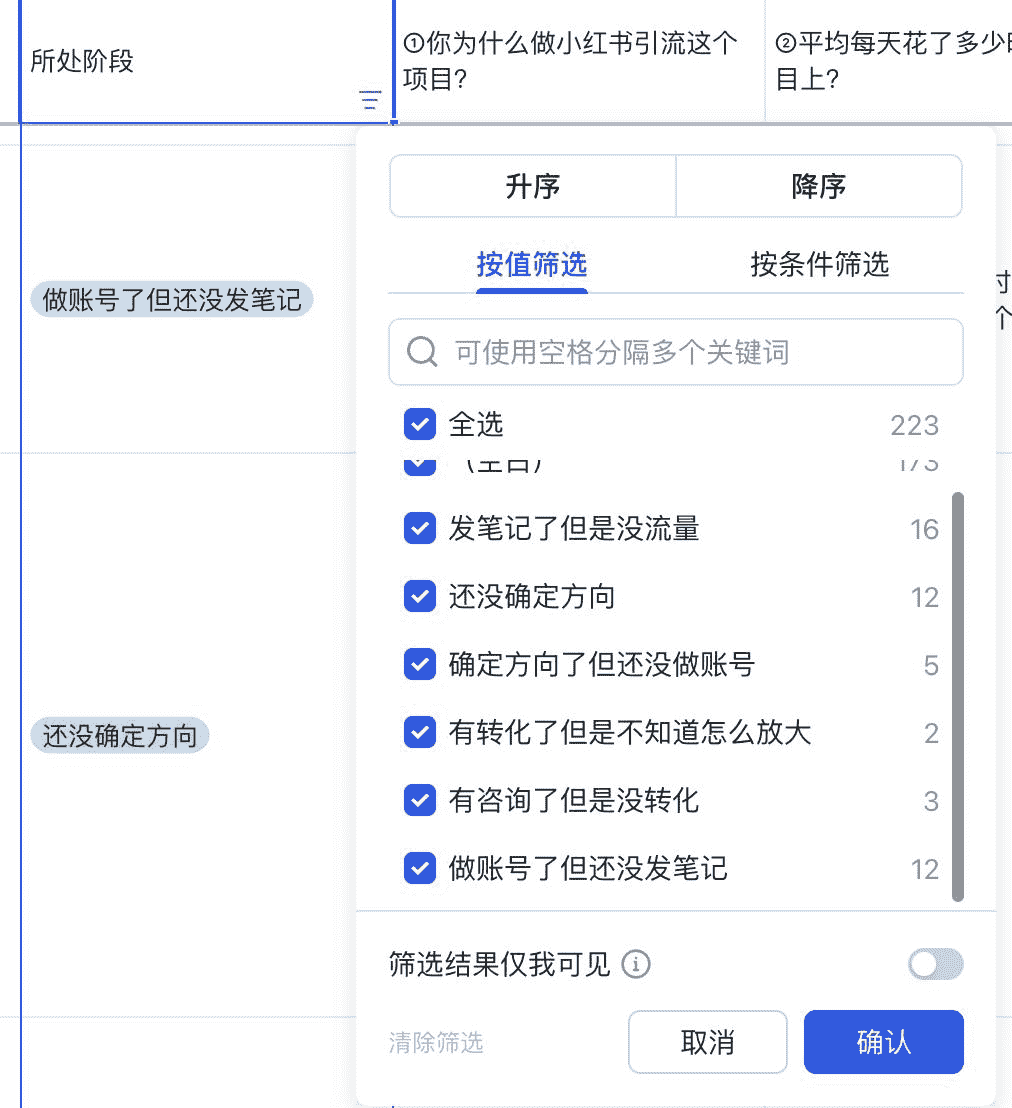 所处阶段
①你为什么做小红书引流这个
项目?
②平均每天花了多少时
目上?
升序
降序
按值筛选
按条件筛选
做账号了但还没发笔记
可使用空格分隔多个关键词
全选
223
(空白)
173
发笔记了但是没流量
16
还没确定方向
12
确定方向了但还没做账号
5
还没确定方向
有转化了但是不知道怎么放大
2
有咨询了但是没转化
3
做账号了但还没发笔记
12
筛选结果仅我可见
清除筛选
取消
确认